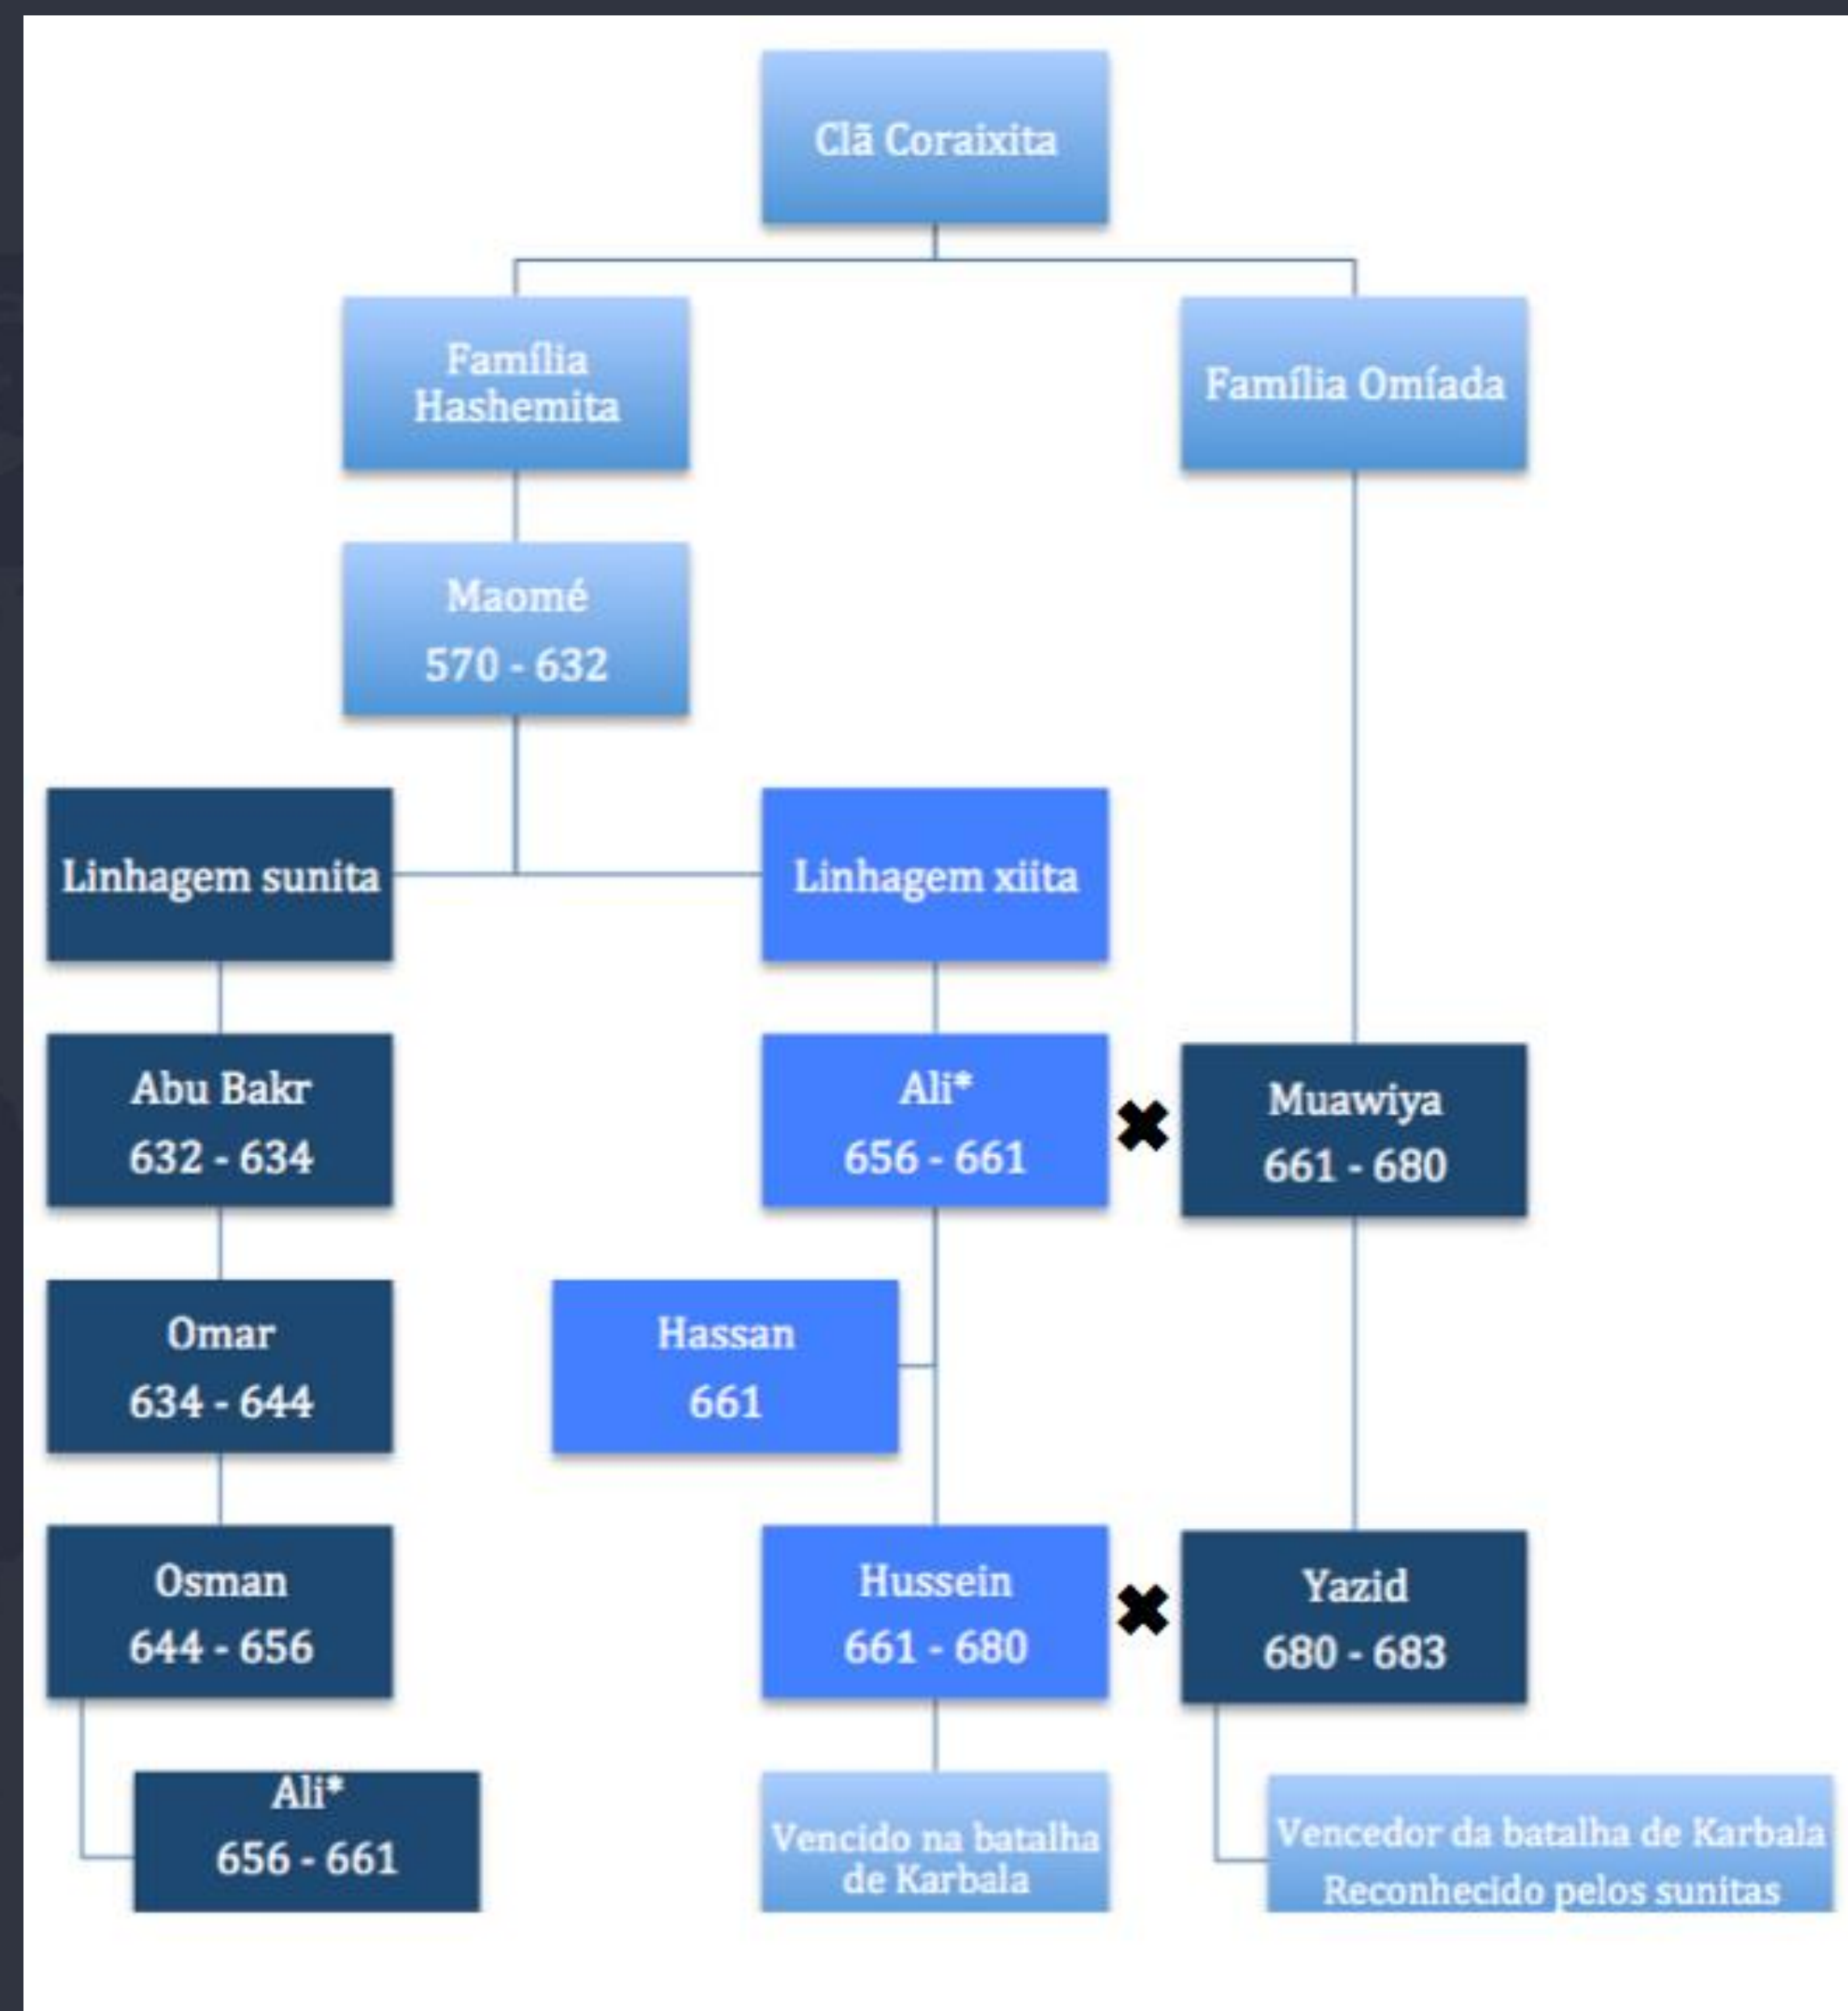 Clã Coraixita
Família
Hashemita
Família Omíada
Maomé
570 - 632
Linhagem sunita
Linhagem xiita
Abu Bakr
632 - 634
Ali*
656 - 661
Muawiya
661 - 680
Omar
634 - 644
Hassan
661
Osman
644 - 656
Hussein
661 - 680
Yazid
680 - 683
Ali*
656 - 661
Vencido na batalha
de Karbala
Vencedor da batalha de Karbala
Reconhecido pelos sunitas